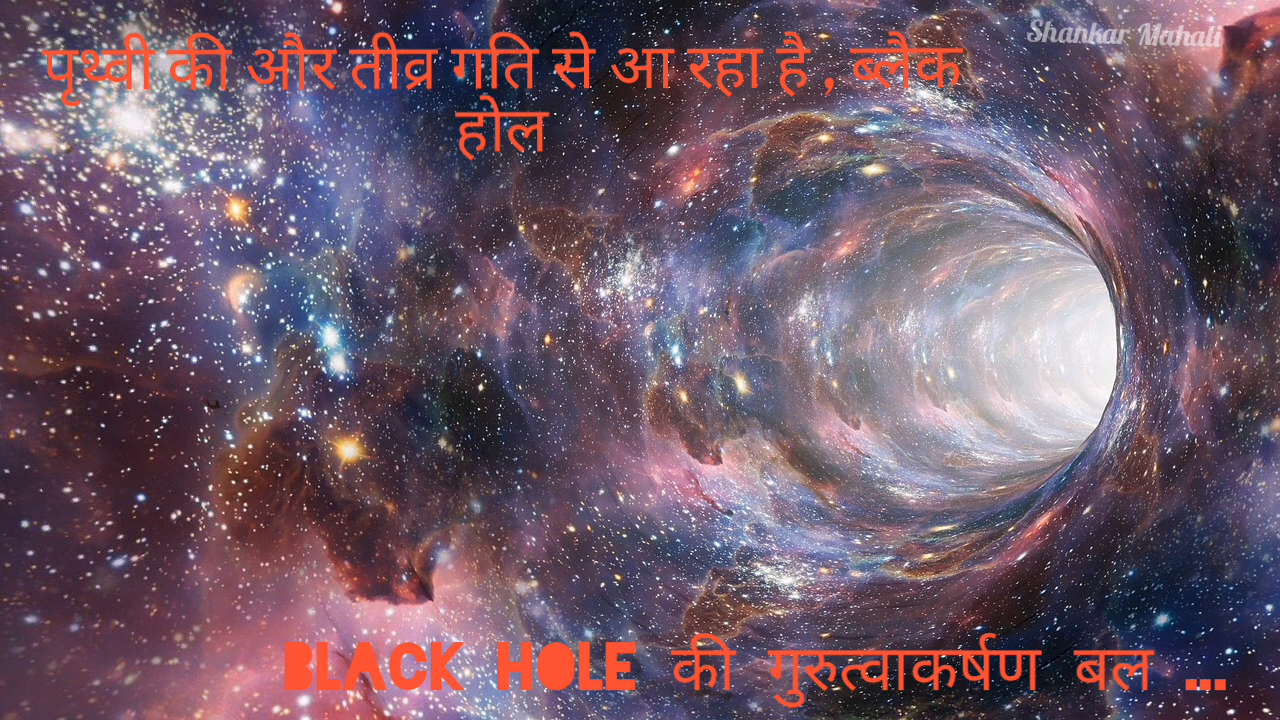 Shankar Mahali
पृथ्वी की और तीव्र गति से आ रहा है , ब्लैक
होल
BLACK HOLE की गुरुत्वाकर्षण बल ...